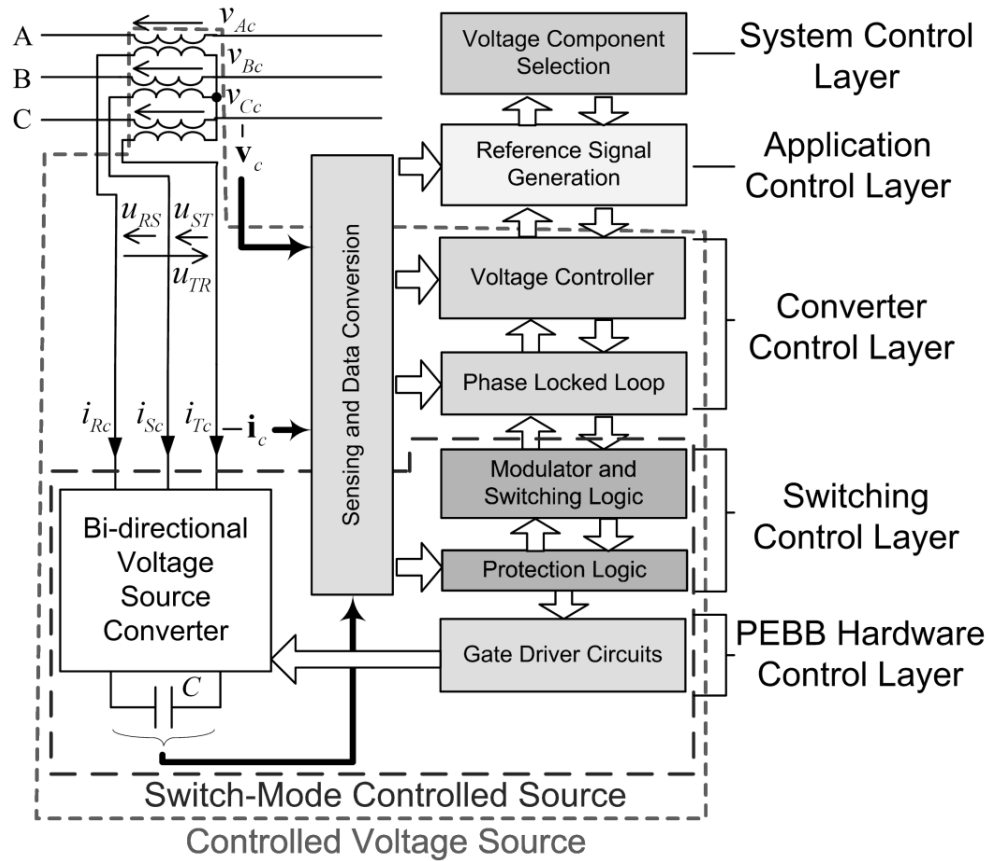 A
B
C
v_Ac
v_Bc
v_Cc
v_c
u_RS
u_ST
u_TR
i_Rc
i_Sc
i_Tc
i_c
Voltage Component
Selection
System Control
Layer
Reference Signal
Generation
Application
Control Layer
Sensing and Data Conversion
Voltage Controller
Phase Locked Loop
Converter
Control Layer
Modulator and
Switching Logic
Protection Logic
Switching
Control Layer
Gate Driver Circuits
PEBB Hardware
Control Layer
Bi-directional
Voltage
Source
Converter
C
Switch-Mode Controlled Source
Controlled Voltage Source